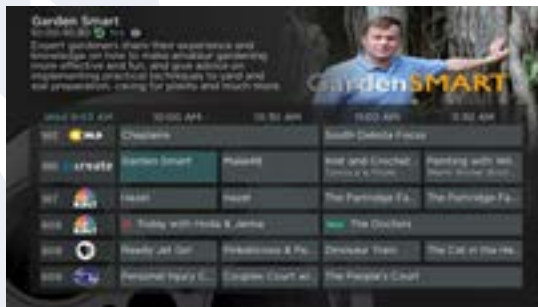 Garden Smart
Expert gardeners share their experience and
knowledge on how to make amateur gardening
more effective and fun, and give advice on
implementing practical techniques to yard and
soil preparation, caring for plants and much more.
GardenSMART
10:00 AM 10:30 AM 11:00 AM 11:30 AM
South Dakota Focus
create Garden Smart Make48 Knit and Crochet Painting with
Hazel Hazel The Partridge Fa... The Partridge Fa...
Today with Hoda & Jenna The Doctors
Ready Jet Go! Pinkalicious & Pe... Dinosaur Train The Cat in the Ha...
Personal Injury C... Couples Court wi... The People's Court